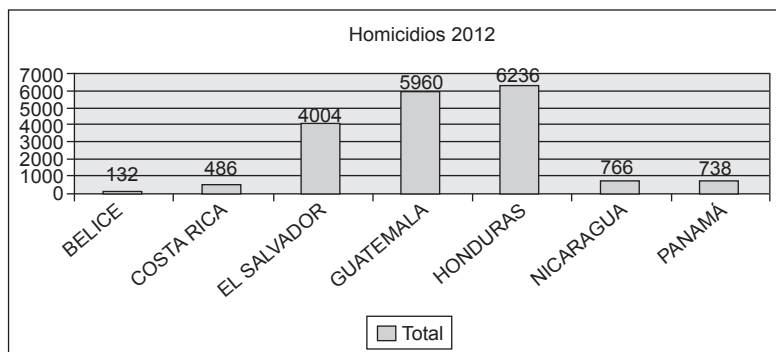 Homicidios 2012
7000
6000
5000
4000
3000
2000
1000
0
132
486
4004
5960
6236
766
738
BELICE
COSTA RICA
EL SALVADOR
GUATEMALA
HONDURAS
NICARAGUA
PANAMÁ
Total